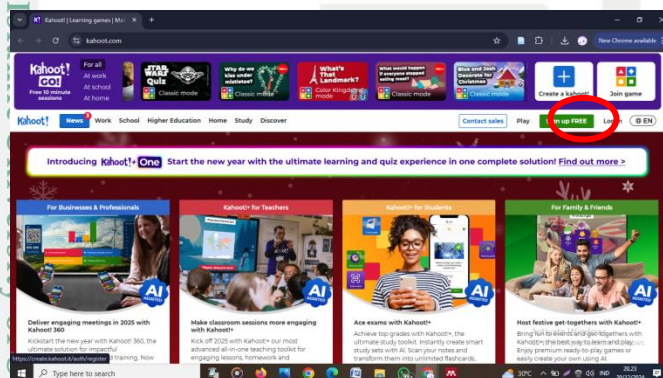 Kahoot! | Learning games | Mak
kahoot.com
New Chrome available
Kahoot!
GO!
Free 10 minute
sessions
For all
At work
At school
At home
STAR WARS
Quiz
Classic mode
Why do we
kiss under
mistletoe?
Classic mode
What's
That
Landmark?
Color Kingdoms
mode
What would happen
if everyone stopped
eating meat?
Classic mode
Blue and Josh
Decorate for
Christmas
Classic mode
Create a kahoot!
Join game
Kahoot!
News
Work
School
Higher Education
Home
Study
Discover
Contact sales
Play
Sign up FREE
Log in
EN
Introducing Kahoot!+ One Start the new year with the ultimate learning and quiz experience in one complete solution! Find out more >
For Businesses & Professionals
Kahoot!+ for Teachers
Kahoot!+ for Students
For Family & Friends
AI
ASSISTED
AI
ASSISTED
AI
ASSISTED
Deliver engaging meetings in 2025 with
Kahoot! 360
Kickstart the new year with Kahoot! 360, the
ultimate solution for impactful
training. Now
Make classroom sessions more engaging
with Kahoot!+
Kick off 2025 with Kahoot!+ our most
advanced all-in-one teaching toolkit for
engaging lessons, homework and
Ace exams with Kahoot!+
Achieve top grades with Kahoot!+, the
ultimate study toolkit. Instantly create smart
study sets with AI. Scan your notes and
transform them into unlimited flashcards,
Host festive get-togethers with Kahoot!+
Bring fun to events and get-togethers with
Kahoot!+, the best way to learn and play.
Enjoy premium ready-to-play games or
easily create your own using AI
https://create.kahoot.it/auth/register
Type here to search
30°C
IND
20.23